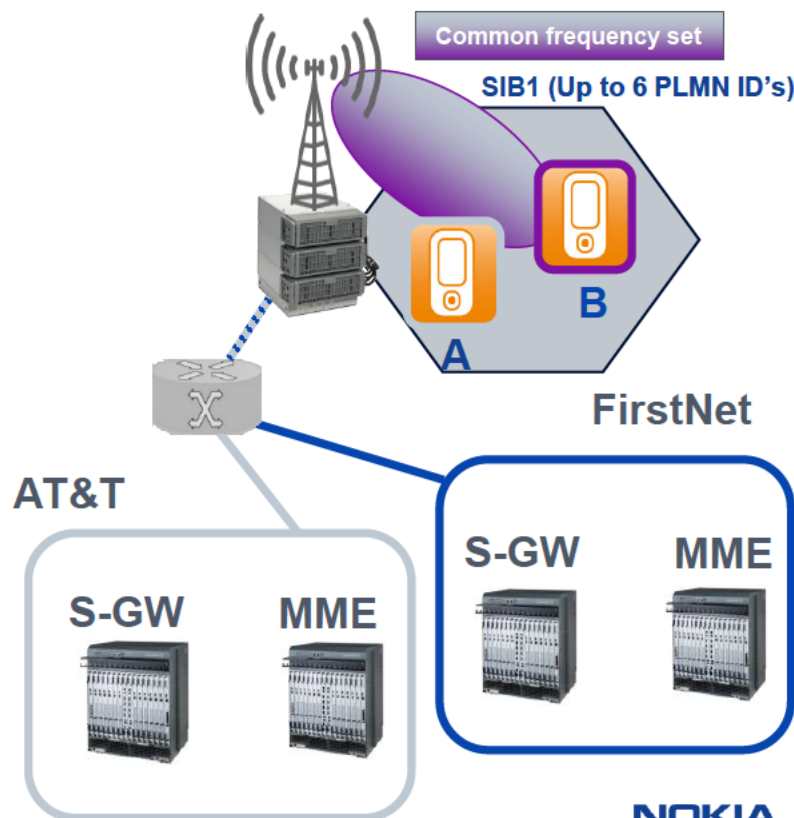 Common frequency set
SIB1 (Up to 6 PLMN ID's)
B
A
FirstNet
AT&T
S-GW
MME
S-GW
MME
NOKIA